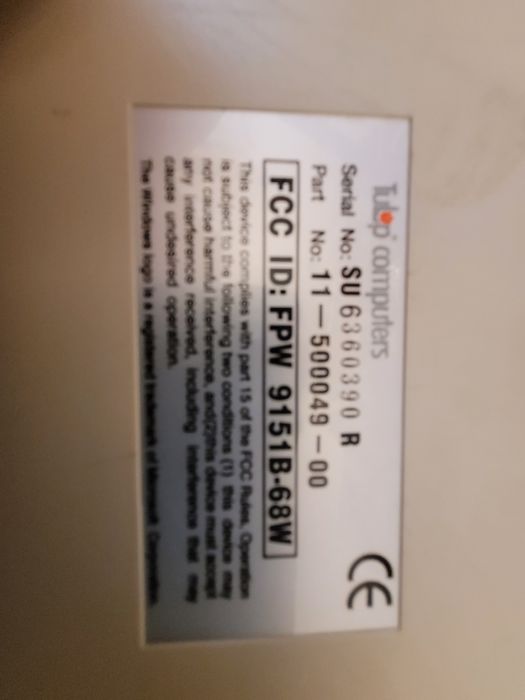 Tulip computers
Serial No: SU 6360390 R
Part No: 11-500049-00
CE
FCC ID: FPW 9151B-68W
This device complies with part 15 of the FCC Rules, Operation
is subject to the following two conditions (1) this device may
not cause harmful interference, and(2)this device must accept
any interference received, including interference that may
cause undesired operation.
The Windows logo is a registered trademark of Microsoft Corporation.